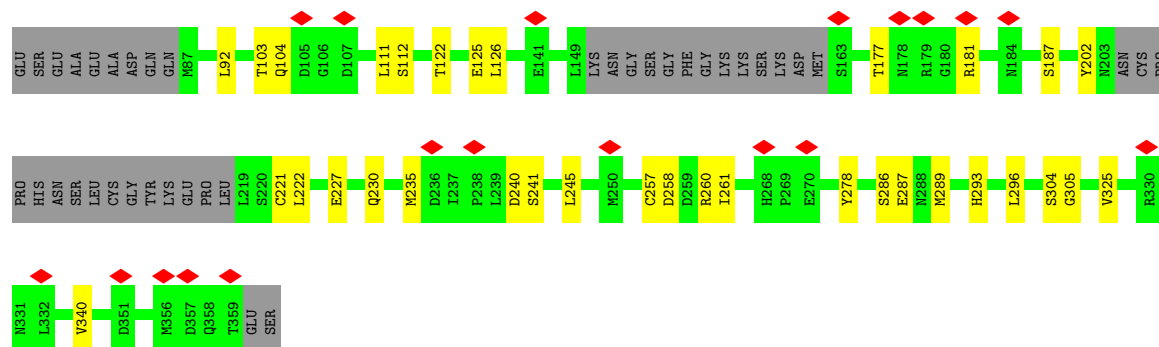 GLU SER GLU ALA GLU ALA ASP GLN GLN M87 L92 T103 Q104 D105 G106 D107 L111 S112 T122 E125 L126 E141 L149 LYS ASN GLY SER GLY PHE GLY LYS LYS SER LYS ASP MET S163 T177 N178 R179 G180 R181 N184 S187 Y202 N203 ASN CYS PRO
PRO HIS ASN SER LEU CYS GLY TYR LYS GLU PRO LEU L219 S220 C221 L222 E227 Q230 M235 D236 I237 P238 L239 D240 S241 L245 M250 C257 D258 D259 R260 I261 H268 P269 E270 Y278 S286 E287 N288 M289 H293 L296 S304 G305 V325 R330
N331 L332 V340 D351 M356 D357 Q358 T359 GLU SER